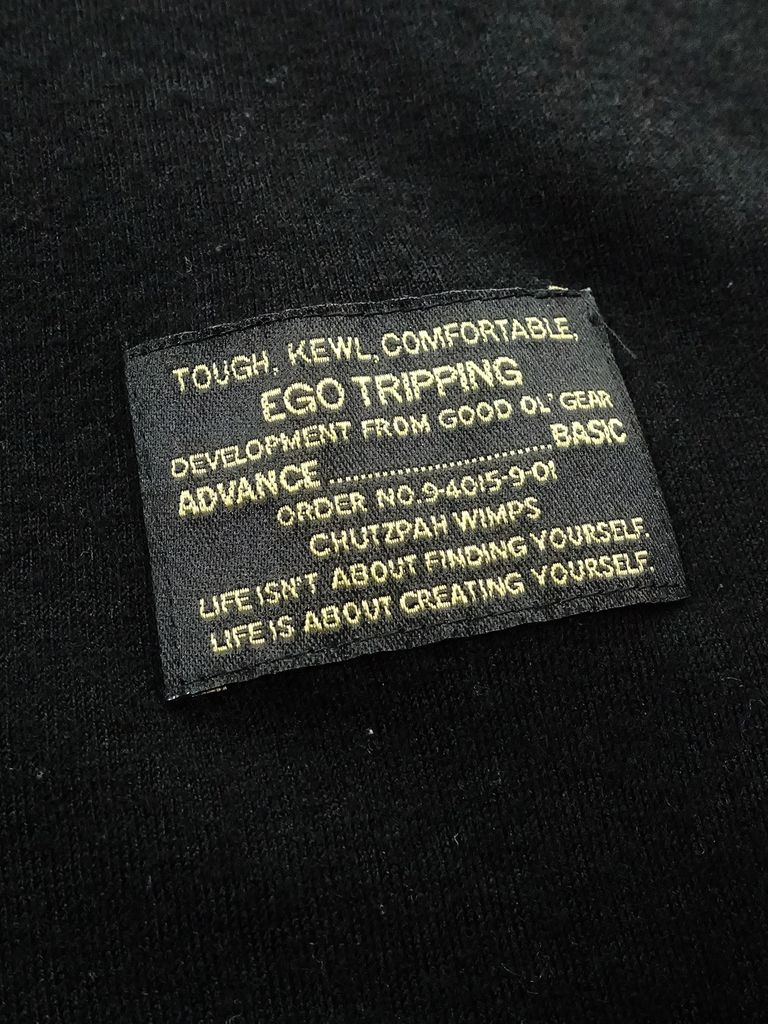 TOUGH, KEWL, COMFORTABLE,
EGO TRIPPING
DEVELOPMENT FROM GOOD OL' GEAR
ADVANCE..............................BASIC
ORDER NO.9-4015-9-01
CHUTZPAH WIMPS
LIFE ISN'T ABOUT FINDING YOURSELF.
LIFE IS ABOUT CREATING YOURSELF.